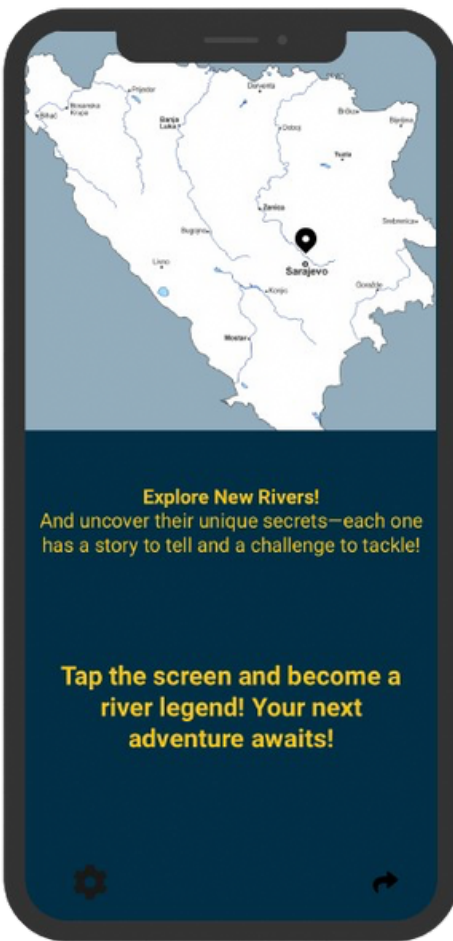 Derventa
Prijedor
Bosanska
Krupa
Bihać
Banja
Luka
Brčko
Bijeljina
Doboj
Tuzla
Zenica
Srebrenica
Bugojno
Livno
Sarajevo
Goražde
Konjic
Mostar
Explore New Rivers!
And uncover their unique secrets—each one
has a story to tell and a challenge to tackle!
Tap the screen and become a
river legend! Your next
adventure awaits!